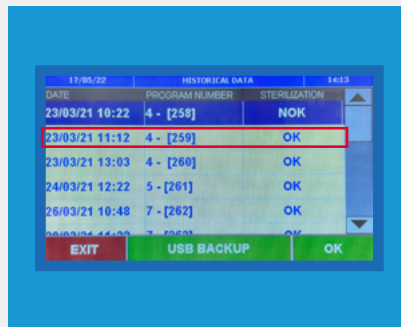 17/05/22 HISTORICAL DATA 14:13
DATE PROGRAM NUMBER STERILIZATION
23/03/21 10:22 4 - [258] NOK
23/03/21 11:12 4 - [259] OK
23/03/21 13:03 4 - [260] OK
24/03/21 12:22 5 - [261] OK
26/03/21 10:48 7 - [262] OK
EXIT USB BACKUP OK